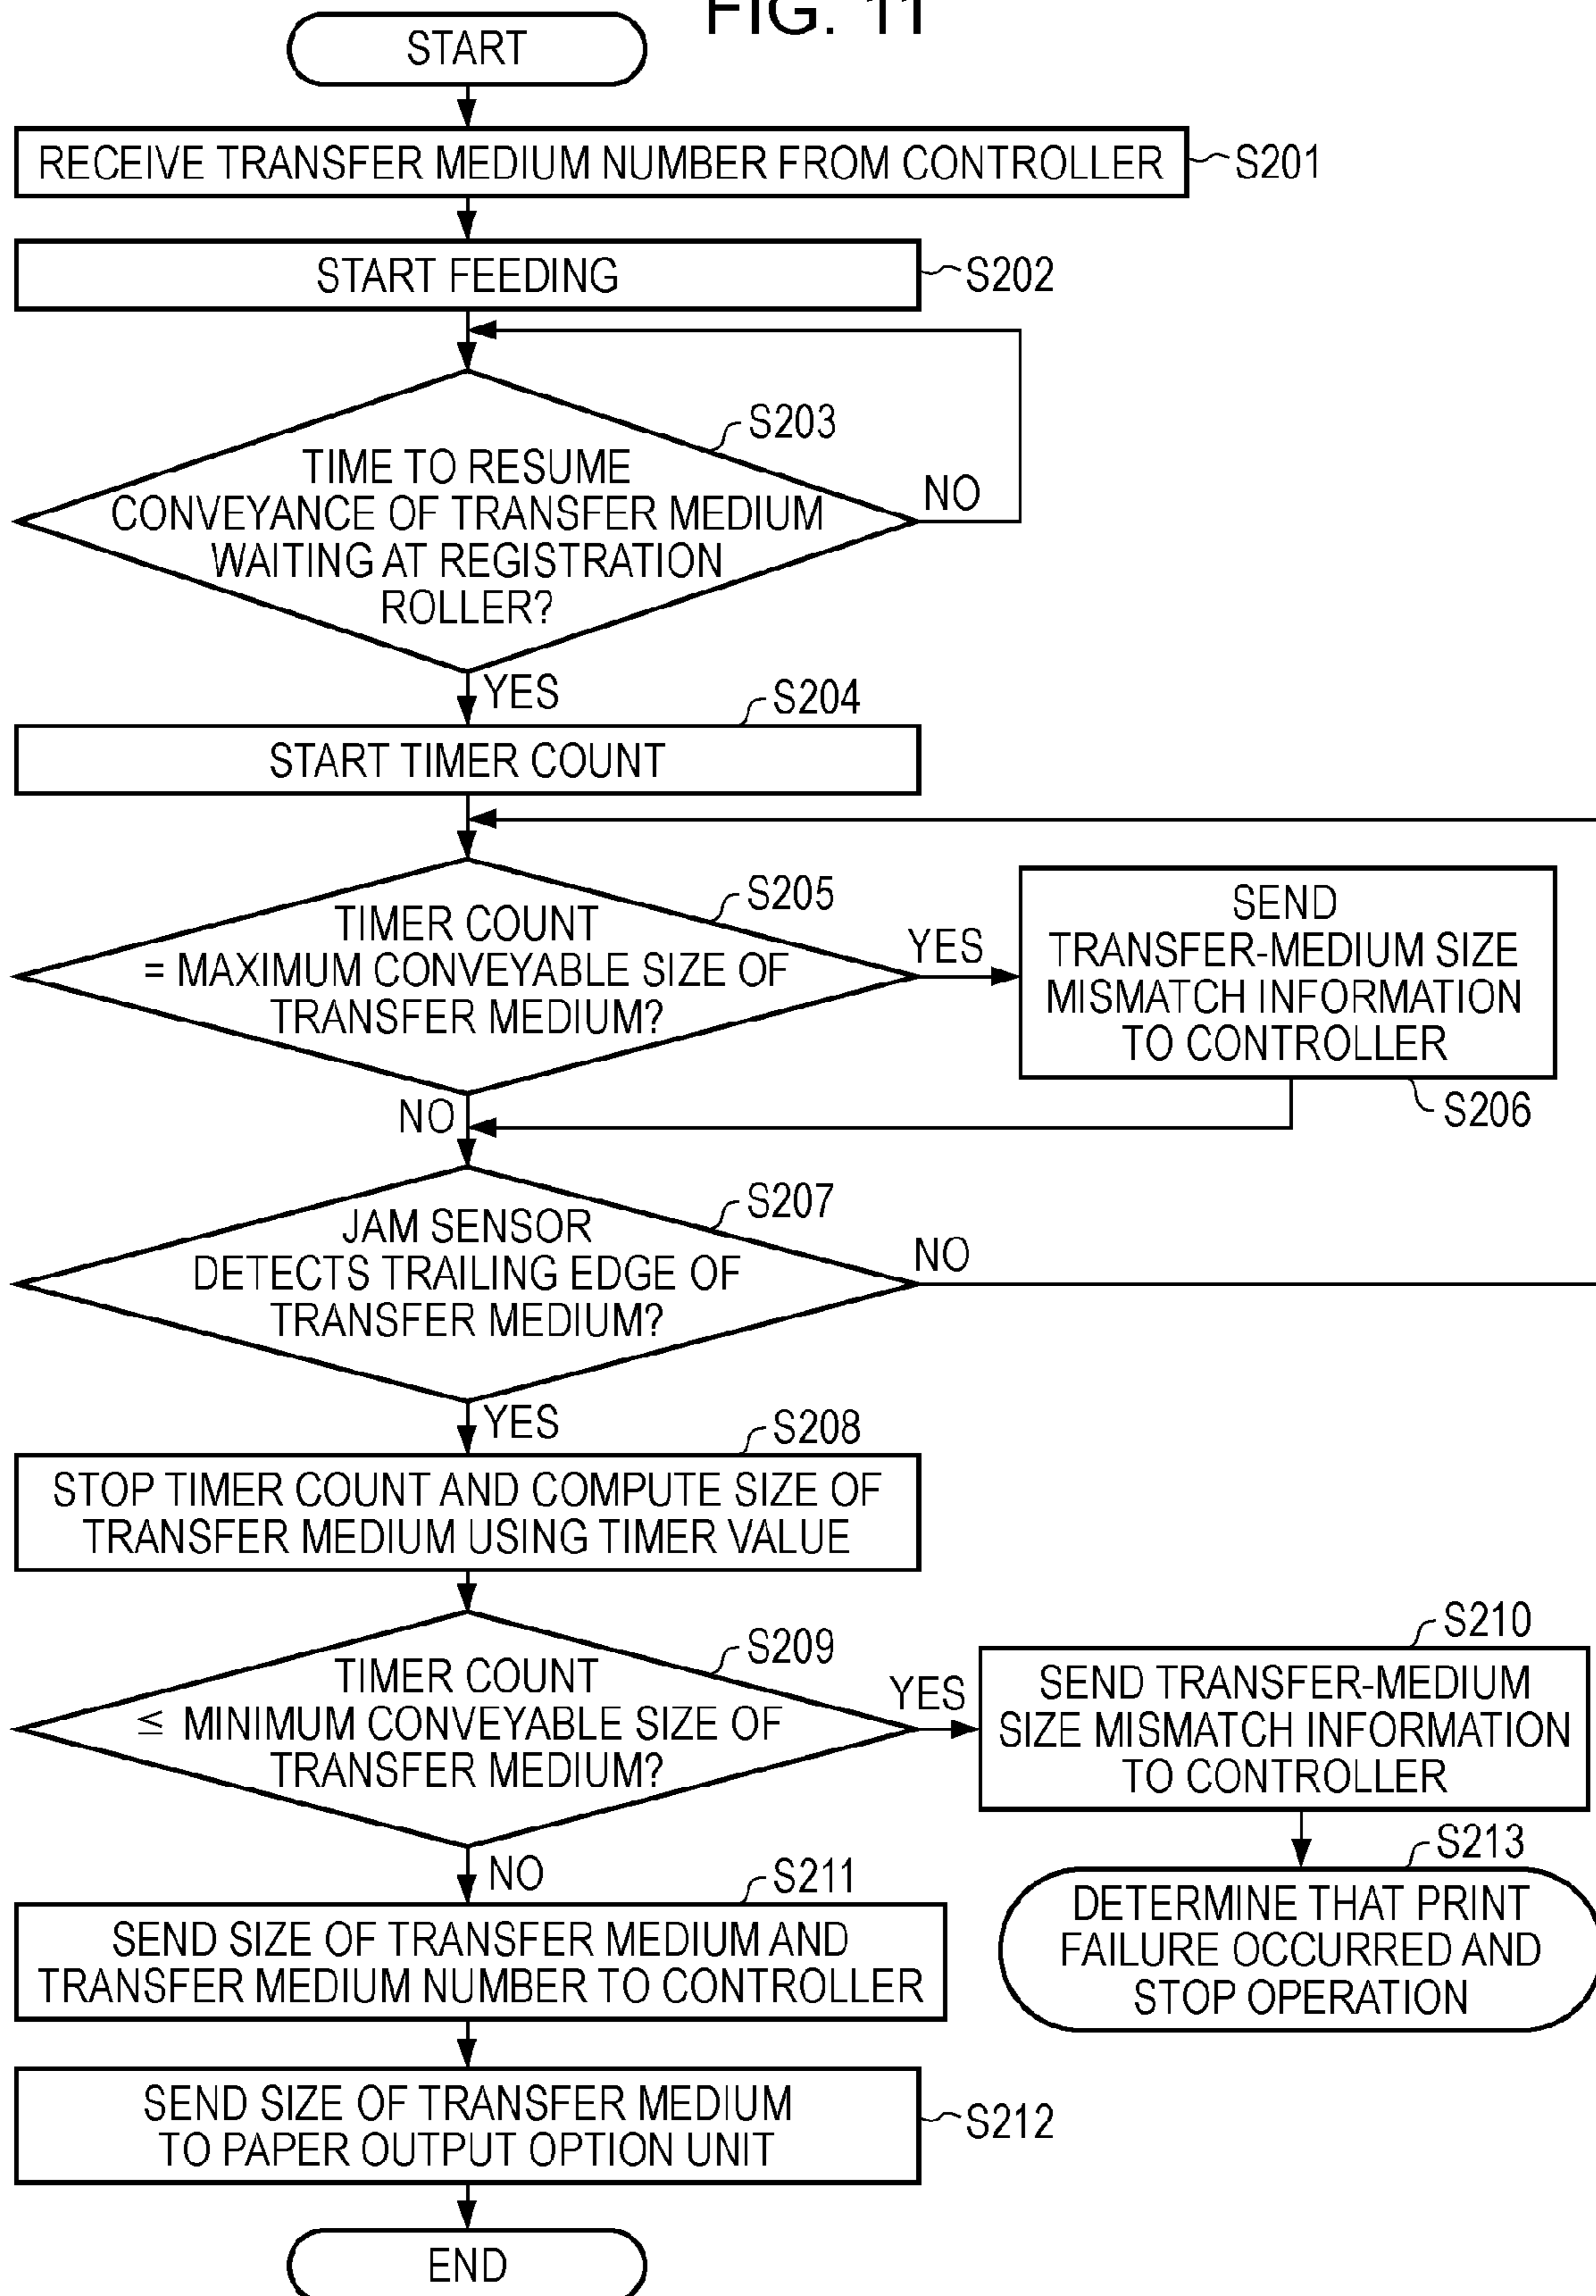 FIG. 11
START
RECEIVE TRANSFER MEDIUM NUMBER FROM CONTROLLER
S201
START FEEDING
S202
S203
TIME TO RESUME
CONVEYANCE OF TRANSFER MEDIUM
WAITING AT REGISTRATION
ROLLER?
NO
YES
S204
START TIMER COUNT
S205
TIMER COUNT
= MAXIMUM CONVEYABLE SIZE OF
TRANSFER MEDIUM?
YES
SEND
TRANSFER-MEDIUM SIZE
MISMATCH INFORMATION
TO CONTROLLER
S206
NO
S207
JAM SENSOR
DETECTS TRAILING EDGE OF
TRANSFER MEDIUM?
NO
YES
S208
STOP TIMER COUNT AND COMPUTE SIZE OF
TRANSFER MEDIUM USING TIMER VALUE
S209
TIMER COUNT
≤ MINIMUM CONVEYABLE SIZE OF
TRANSFER MEDIUM?
YES
S210
SEND TRANSFER-MEDIUM
SIZE MISMATCH INFORMATION
TO CONTROLLER
S213
DETERMINE THAT PRINT
FAILURE OCCURRED AND
STOP OPERATION
NO
S211
SEND SIZE OF TRANSFER MEDIUM AND
TRANSFER MEDIUM NUMBER TO CONTROLLER
SEND SIZE OF TRANSFER MEDIUM
TO PAPER OUTPUT OPTION UNIT
S212
END